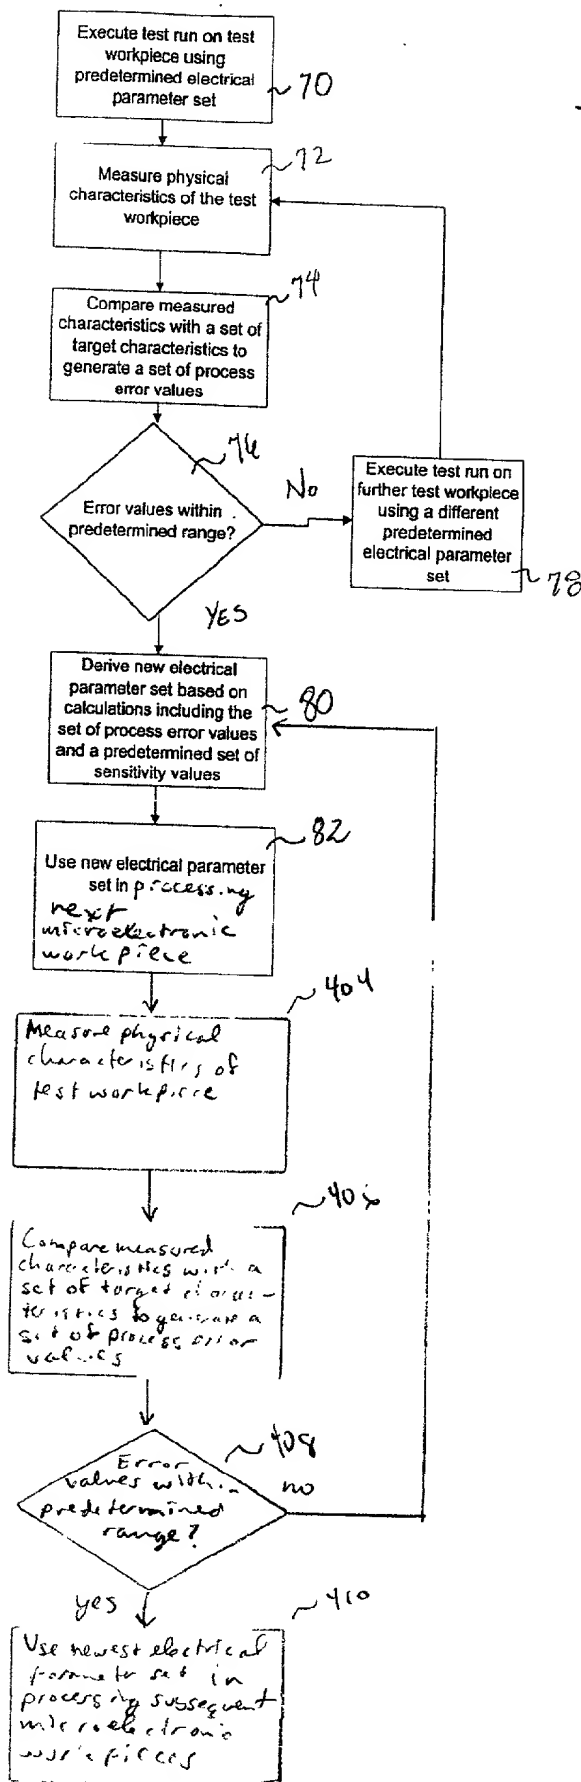 Execute test run on test
workpiece using
predetermined electrical
parameter set
70
72
Measure physical
characteristics of the test
workpiece
74
Compare measured
characteristics with a set of
target characteristics to
generate a set of process
error values
76
Error values within
predetermined range?
No
Execute test run on
further test workpiece
using a different
predetermined
electrical parameter
set
78
YES
Derive new electrical
parameter set based on
calculations including the
set of process error values
and a predetermined set of
sensitivity values
80
82
Use new electrical parameter
set in processing
next
microelectronic
workpiece
404
Measure physical
characteristics of
test workpiece
Compare measured
characteristics with a
set of target charac-
teristics to generate a
set of process error
values
408
Error
values within
predetermined
range?
no
yes
410
Use newest electrical
parameter set in
processing subsequent
microelectronic
workpieces